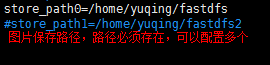 store_path0=/home/yuqing/fastdfs
#store_path1=/home/yuqing/fastdfs2
图片保存路径，路径必须存在，可以配置多个